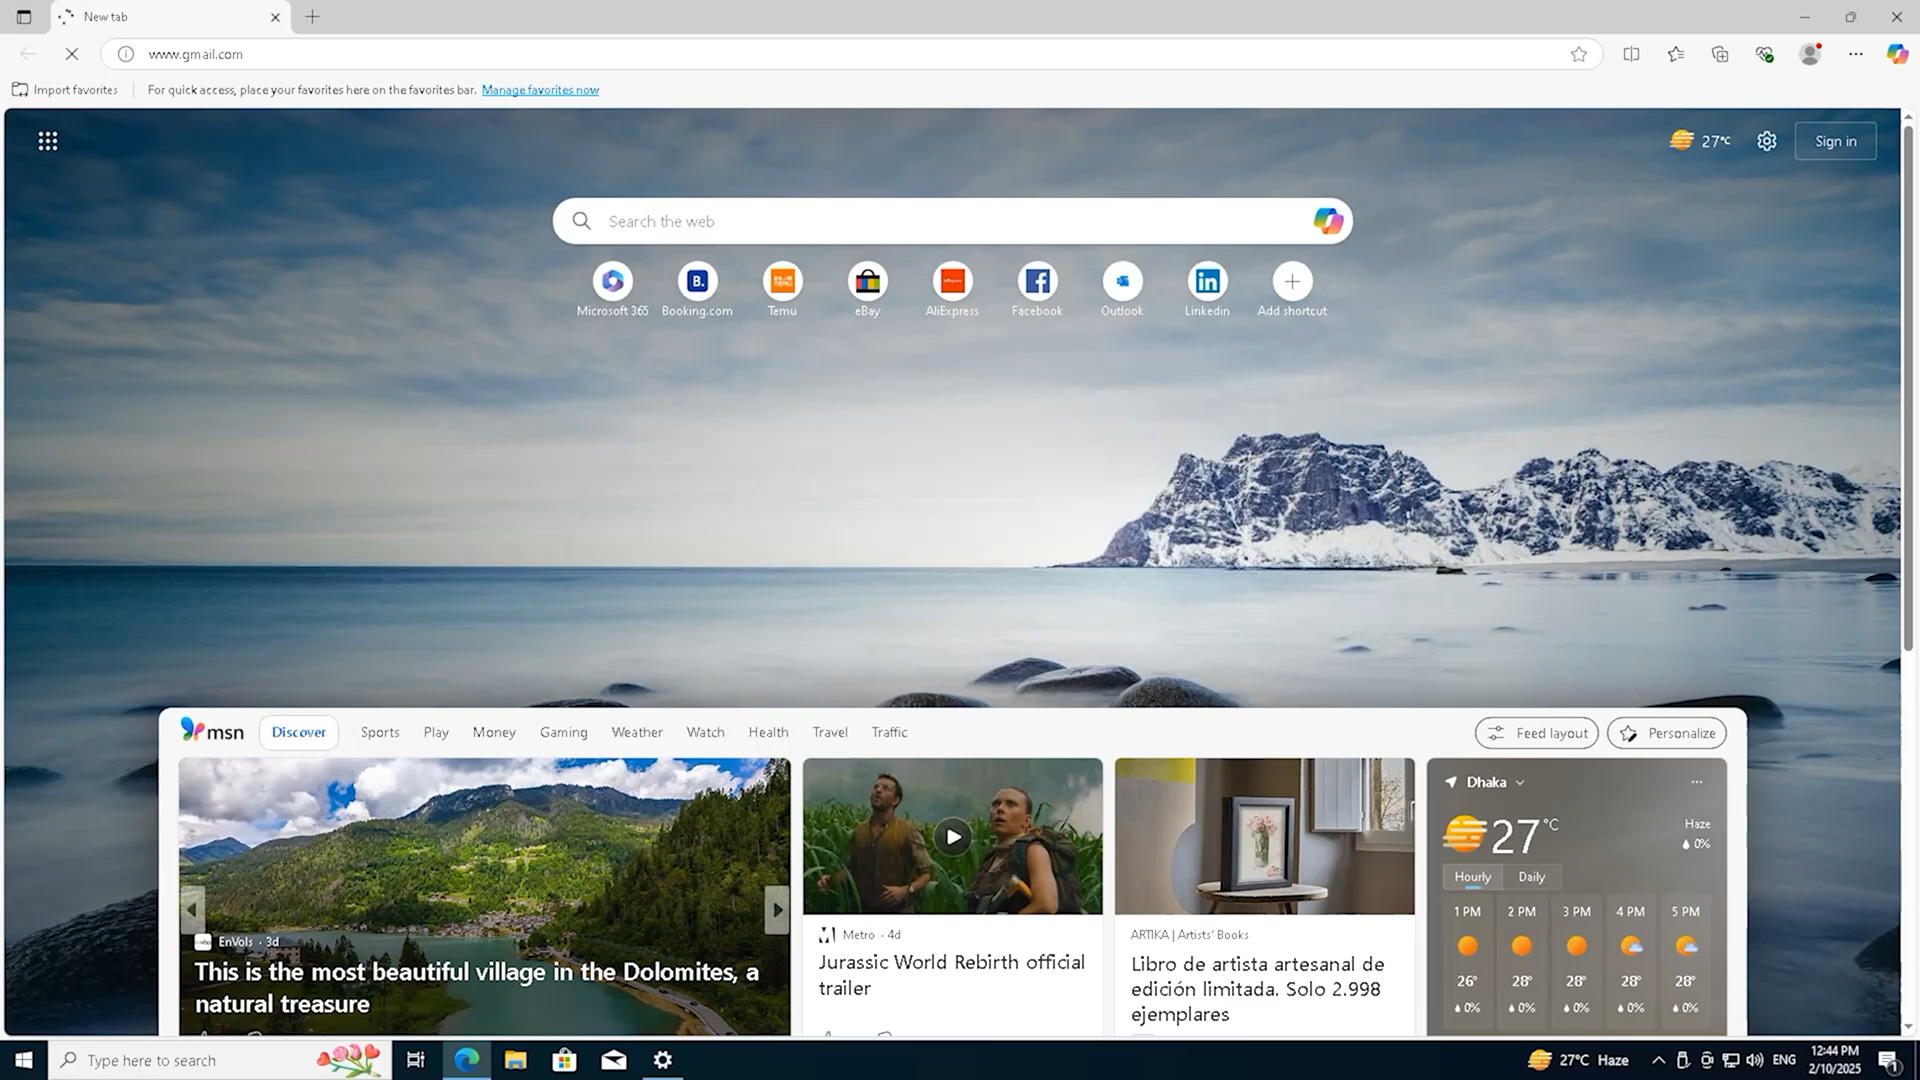 New tab
www.gmail.com
Import favorites
For quick access, place your favorites here on the favorites bar. Manage favorites now
27°C
Sign in
Search the web
Microsoft 365
Booking.com
Temu
eBay
AliExpress
Facebook
Outlook
Linkedin
Add shortcut
msn
Discover
Sports
Play
Money
Gaming
Weather
Watch
Health
Travel
Traffic
Feed layout
Personalize
EnVols · 3d
This is the most beautiful village in the Dolomites, a
natural treasure
Metro · 4d
Jurassic World Rebirth official
trailer
ARTIKA | Artists' Books
Libro de artista artesanal de
edición limitada. Solo 2.998
ejemplares
Dhaka
27°C
Haze
0%
Hourly
Daily
1 PM 2 PM 3 PM 4 PM 5 PM
26° 28° 28° 28° 28°
0% 0% 0% 0% 0%
Type here to search
27°C Haze
ENG
12:44 PM
2/10/2025
1